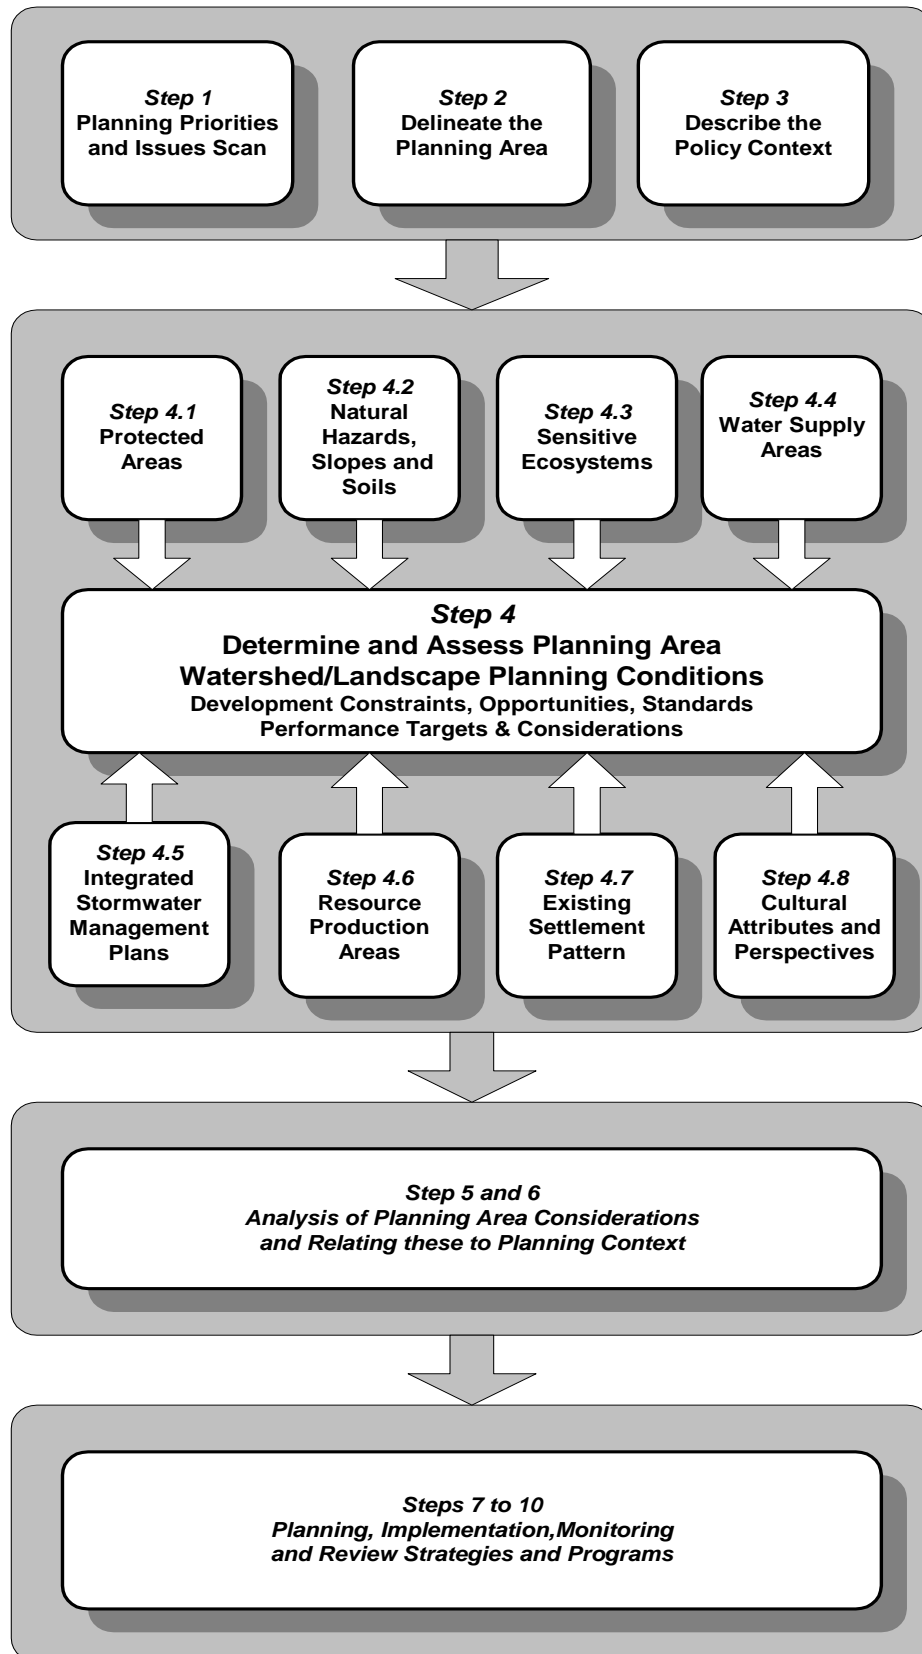 Step 1
Planning Priorities
and Issues Scan
Step 2
Delineate the
Planning Area
Step 3
Describe the
Policy Context
Step 4.1
Protected
Areas
Step 4.2
Natural
Hazards,
Slopes and
Soils
Step 4.3
Sensitive
Ecosystems
Step 4.4
Water Supply
Areas
Step 4
Determine and Assess Planning Area
Watershed/Landscape Planning Conditions
Development Constraints, Opportunities, Standards
Performance Targets & Considerations
Step 4.5
Integrated
Stormwater
Management
Plans
Step 4.6
Resource
Production
Areas
Step 4.7
Existing
Settlement
Pattern
Step 4.8
Cultural
Attributes and
Perspectives
Step 5 and 6
Analysis of Planning Area Considerations
and Relating these to Planning Context
Steps 7 to 10
Planning, Implementation,Monitoring
and Review Strategies and Programs